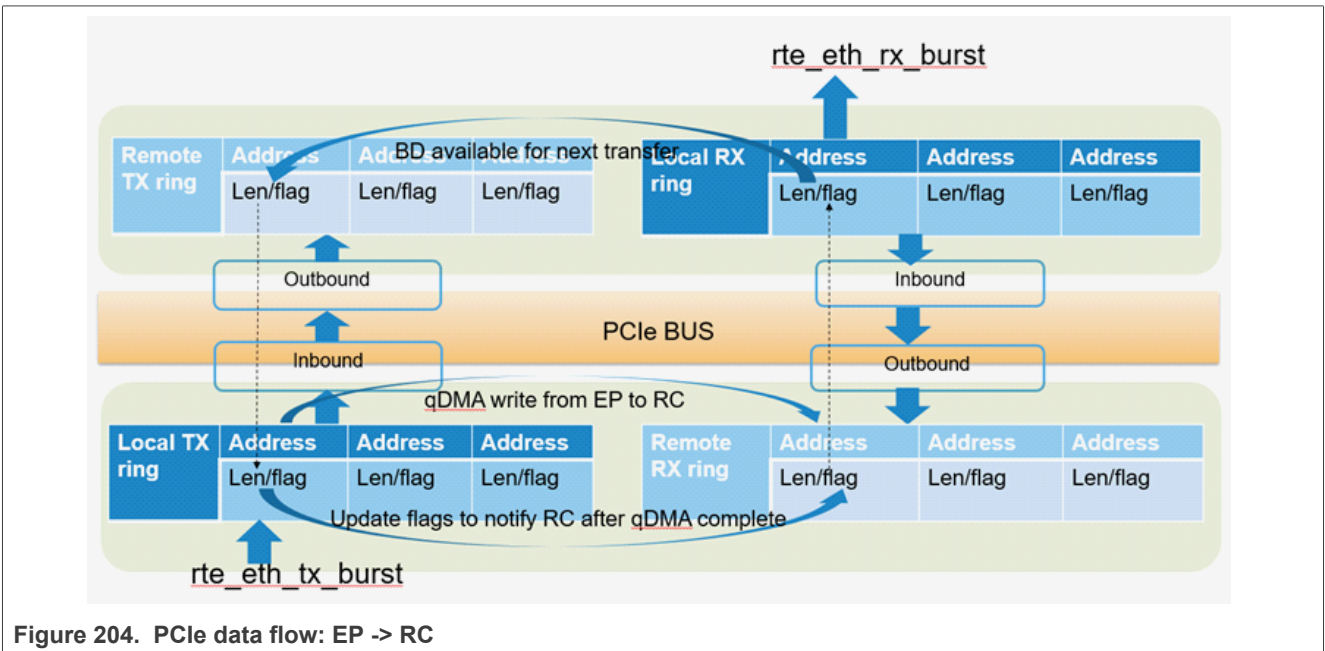 rte_eth_rx_burst
Remote TX ring
Address Address Address
BD available for next transfer
Len/flag Len/flag Len/flag
Local RX ring
Address Address Address
Len/flag Len/flag Len/flag
Outbound
Inbound
PCIe BUS
Inbound
Outbound
qDMA write from EP to RC
Local TX ring
Address Address Address
Len/flag Len/flag Len/flag
Remote RX ring
Address Address Address
Len/flag Len/flag Len/flag
Update flags to notify RC after qDMA complete
rte_eth_tx_burst
Figure 204. PCIe data flow: EP -> RC